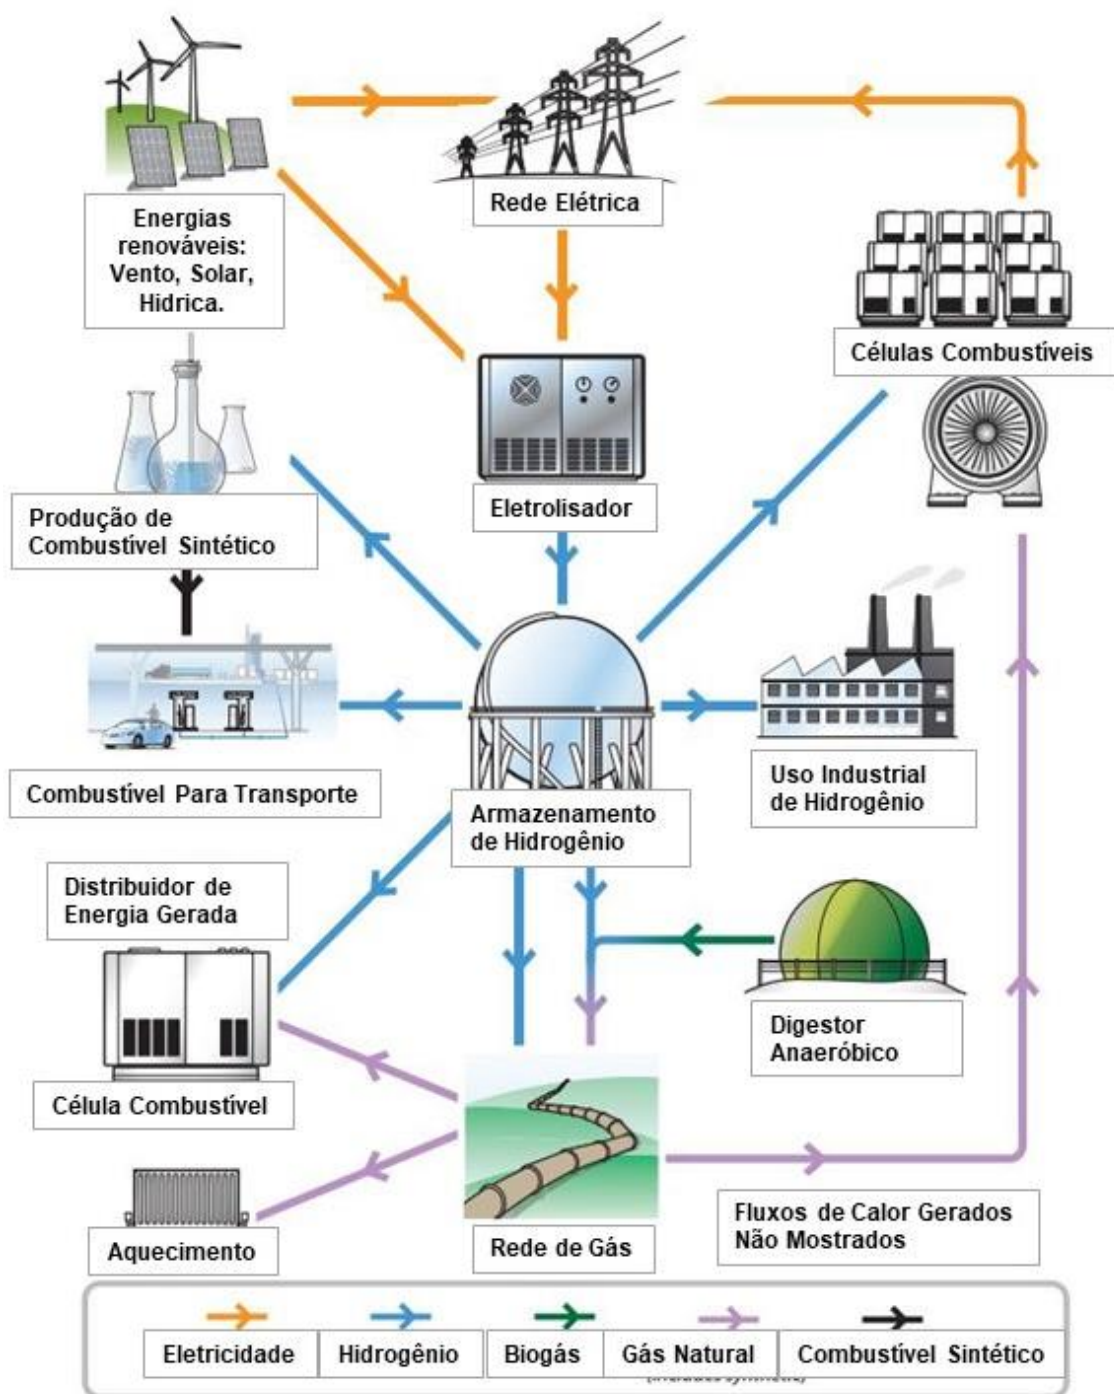 Rede Elétrica
Energias
renováveis:
Vento, Solar,
Hidrica.
Células Combustíveis
Eletrolisador
Produção de
Combustível Sintético
Combustível Para Transporte
Armazenamento
de Hidrogênio
Uso Industrial
de Hidrogênio
Distribuidor de
Energia Gerada
Célula Combustível
Digestor
Anaeróbico
Aquecimento
Rede de Gás
Fluxos de Calor Gerados
Não Mostrados
Eletricidade
Hidrogênio
Biogás
Gás Natural
Combustível Sintético